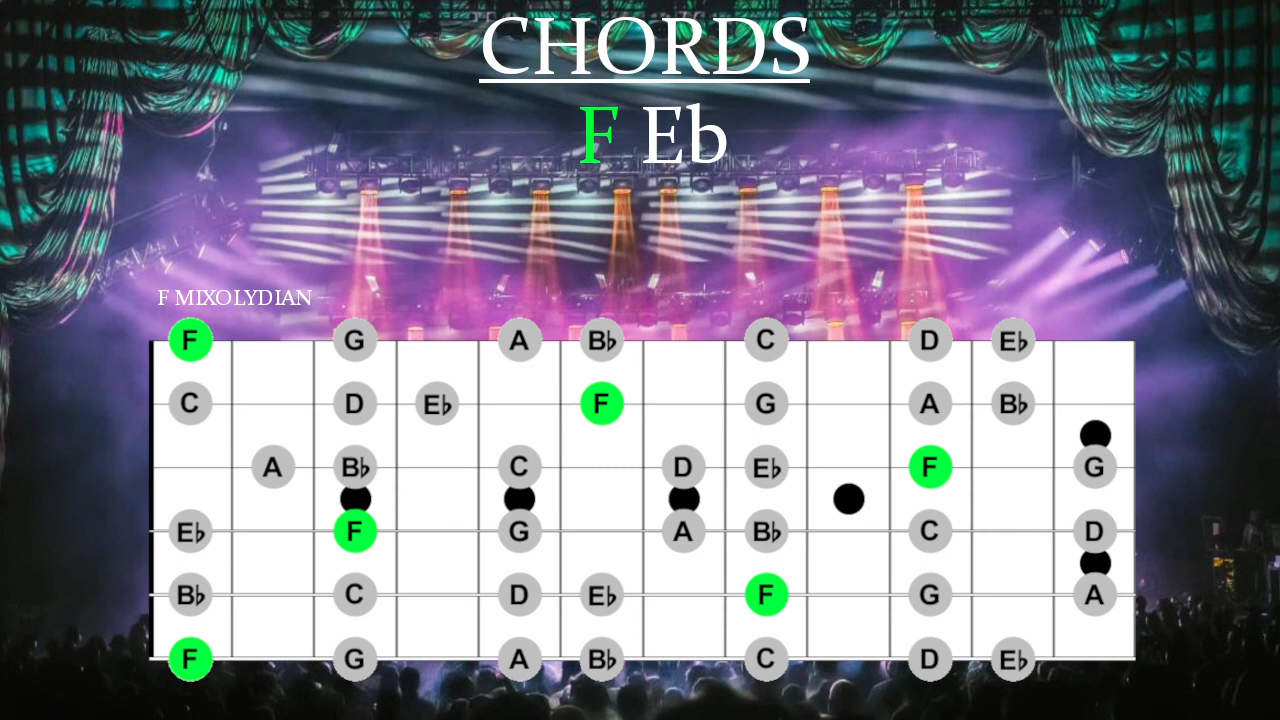 CHORDS
F Eb
F MIXOLYDIAN
F G A B♭ C D E♭
C D E♭ F G A B♭
A B♭ C D E♭ F G
E♭ F G A B♭ C D
B♭ C D E♭ F G A
F G A B♭ C D E♭